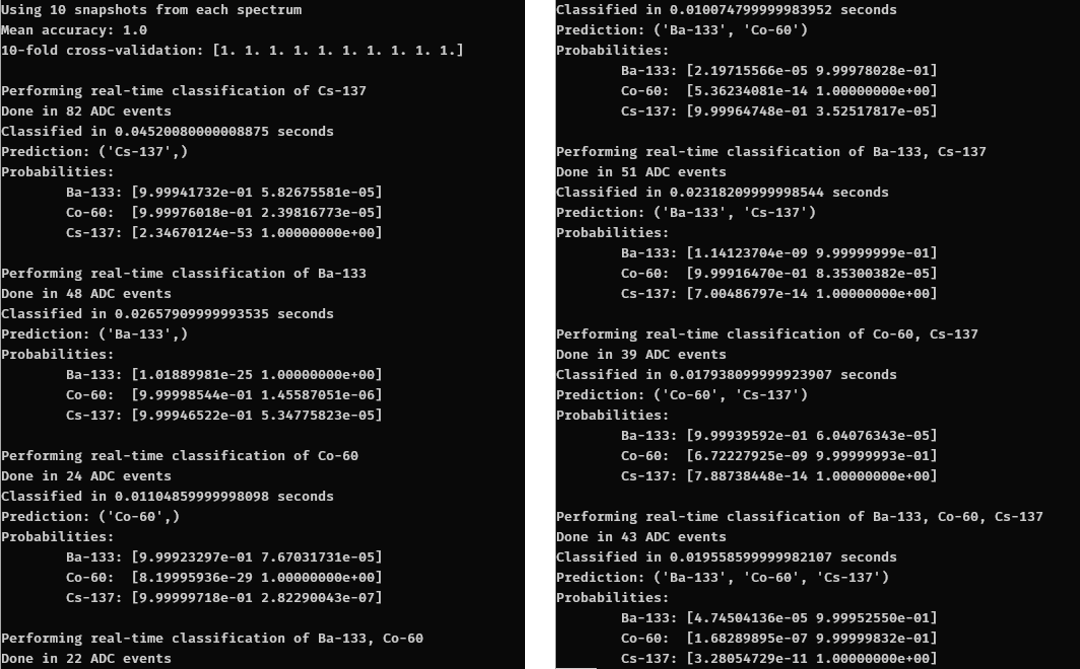 Using 10 snapshots from each spectrum
Mean accuracy: 1.0
10-fold cross-validation: [1. 1. 1. 1. 1. 1. 1. 1. 1. 1.]
Performing real-time classification of Cs-137
Done in 82 ADC events
Classified in 0.04520080000008875 seconds
Prediction: ('Cs-137',)
Probabilities:
Ba-133: [9.99941732e-01 5.82675581e-05]
Co-60: [9.99976018e-01 2.39816773e-05]
Cs-137: [2.34670124e-53 1.00000000e+00]
Performing real-time classification of Ba-133
Done in 48 ADC events
Classified in 0.02657909999993535 seconds
Prediction: ('Ba-133',)
Probabilities:
Ba-133: [1.01889981e-25 1.00000000e+00]
Co-60: [9.99998544e-01 1.45587051e-06]
Cs-137: [9.99946522e-01 5.34775823e-05]
Performing real-time classification of Co-60
Done in 24 ADC events
Classified in 0.01104859999998098 seconds
Prediction: ('Co-60',)
Probabilities:
Ba-133: [9.99923297e-01 7.67031731e-05]
Co-60: [8.19995936e-29 1.00000000e+00]
Cs-137: [9.99999718e-01 2.82290043e-07]
Performing real-time classification of Ba-133, Co-60
Done in 22 ADC events
Classified in 0.010074799999983952 seconds
Prediction: ('Ba-133', 'Co-60')
Probabilities:
Ba-133: [2.19715566e-05 9.99978028e-01]
Co-60: [5.36234081e-14 1.00000000e+00]
Cs-137: [9.99964748e-01 3.52517817e-05]
Performing real-time classification of Ba-133, Cs-137
Done in 51 ADC events
Classified in 0.02318209999998544 seconds
Prediction: ('Ba-133', 'Cs-137')
Probabilities:
Ba-133: [1.14123704e-09 9.99999999e-01]
Co-60: [9.99916470e-01 8.35300382e-05]
Cs-137: [7.00486797e-14 1.00000000e+00]
Performing real-time classification of Co-60, Cs-137
Done in 39 ADC events
Classified in 0.017938099999923907 seconds
Prediction: ('Co-60', 'Cs-137')
Probabilities:
Ba-133: [9.99939592e-01 6.04076343e-05]
Co-60: [6.72227925e-09 9.99999993e-01]
Cs-137: [7.88738448e-14 1.00000000e+00]
Performing real-time classification of Ba-133, Co-60, Cs-137
Done in 43 ADC events
Classified in 0.019558599999982107 seconds
Prediction: ('Ba-133', 'Co-60', 'Cs-137')
Probabilities:
Ba-133: [4.74504136e-05 9.99952550e-01]
Co-60: [1.68289895e-07 9.99999832e-01]
Cs-137: [3.28054729e-11 1.00000000e+00]